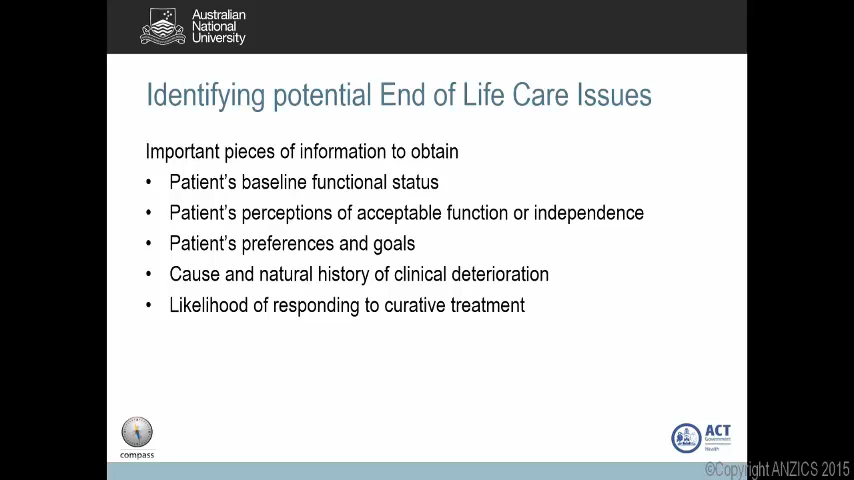 Australian
National
University
Identifying potential End of Life Care Issues
Important pieces of information to obtain
• Patient's baseline functional status
• Patient's perceptions of acceptable function or independence
• Patient's preferences and goals
• Cause and natural history of clinical deterioration
• Likelihood of responding to curative treatment
compass
ACT
Government
Health
©Copyright ANZICS 2015